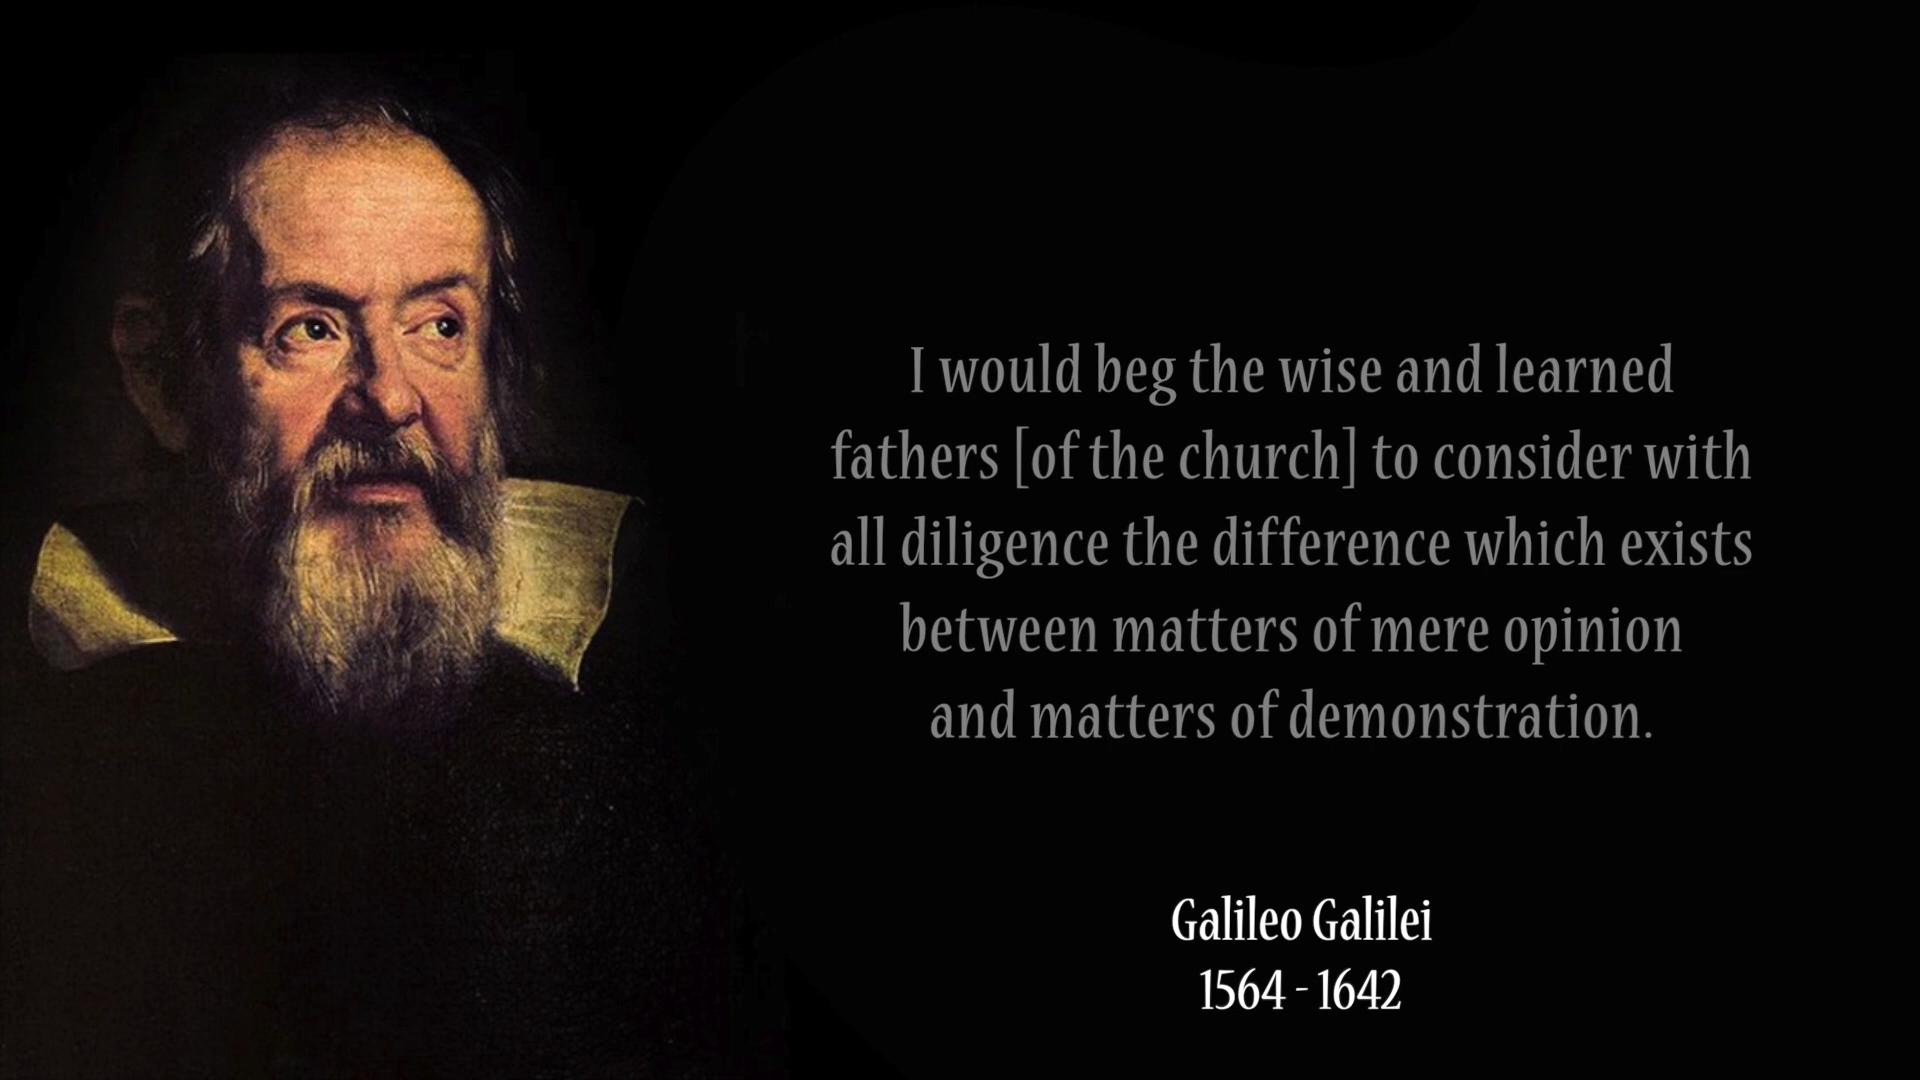 I would beg the wise and learned
fathers [of the church] to consider with
all diligence the difference which exists
between matters of mere opinion
and matters of demonstration.
Galileo Galilei
1564 - 1642